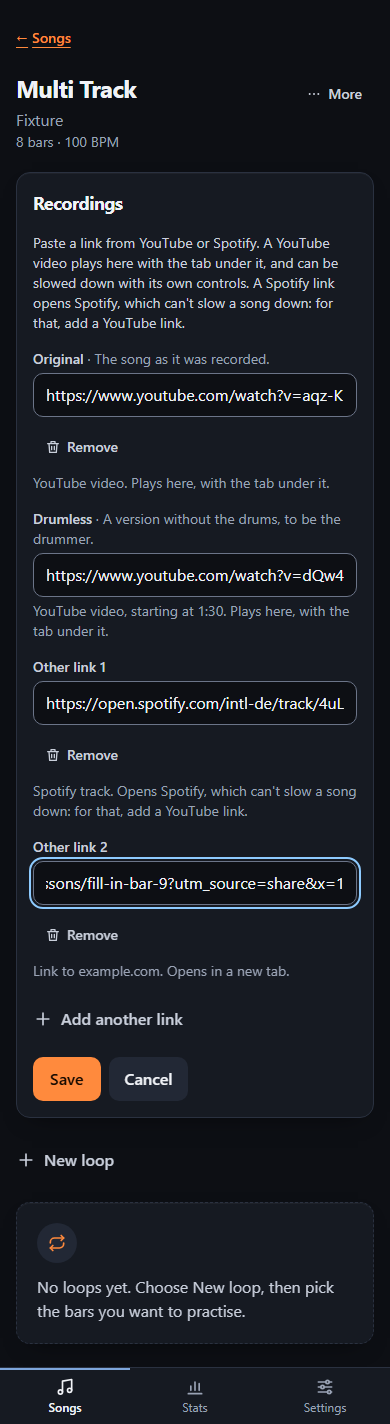 ← Songs
Multi Track
··· More
Fixture
8 bars · 100 BPM
Recordings
Paste a link from YouTube or Spotify. A YouTube
video plays here with the tab under it, and can be
slowed down with its own controls. A Spotify link
opens Spotify, which can't slow a song down: for
that, add a YouTube link.
Original · The song as it was recorded.
https://www.youtube.com/watch?v=aqz-K
Remove
YouTube video. Plays here, with the tab under it.
Drumless · A version without the drums, to be the
drummer.
https://www.youtube.com/watch?v=dQw4
YouTube video, starting at 1:30. Plays here, with the
tab under it.
Other link 1
https://open.spotify.com/intl-de/track/4uL
Remove
Spotify track. Opens Spotify, which can't slow a song
down: for that, add a YouTube link.
Other link 2
ssons/fill-in-bar-9?utm_source=share&x=1
Remove
Link to example.com. Opens in a new tab.
+ Add another link
Save Cancel
+ New loop
No loops yet. Choose New loop, then pick
the bars you want to practise.
Songs Stats Settings